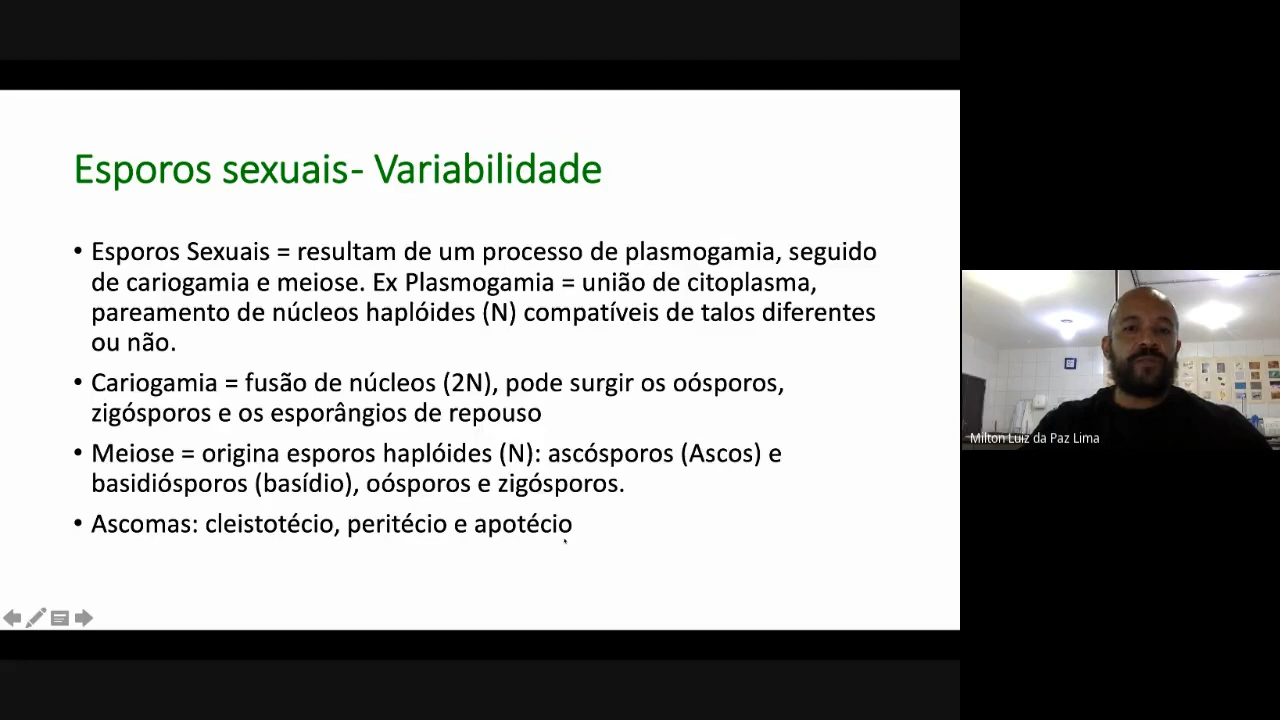 Esporos sexuais- Variabilidade
• Esporos Sexuais = resultam de um processo de plasmogamia, seguido
de cariogamia e meiose. Ex Plasmogamia = união de citoplasma,
pareamento de núcleos haplóides (N) compatíveis de talos diferentes
ou não.
• Cariogamia = fusão de núcleos (2N), pode surgir os oósporos,
zigósporos e os esporângios de repouso
• Meiose = origina esporos haplóides (N): ascósporos (Ascos) e
basidiósporos (basídio), oósporos e zigósporos.
• Ascomas: cleistotécio, peritécio e apotécio
Milton Luiz da Paz Lima